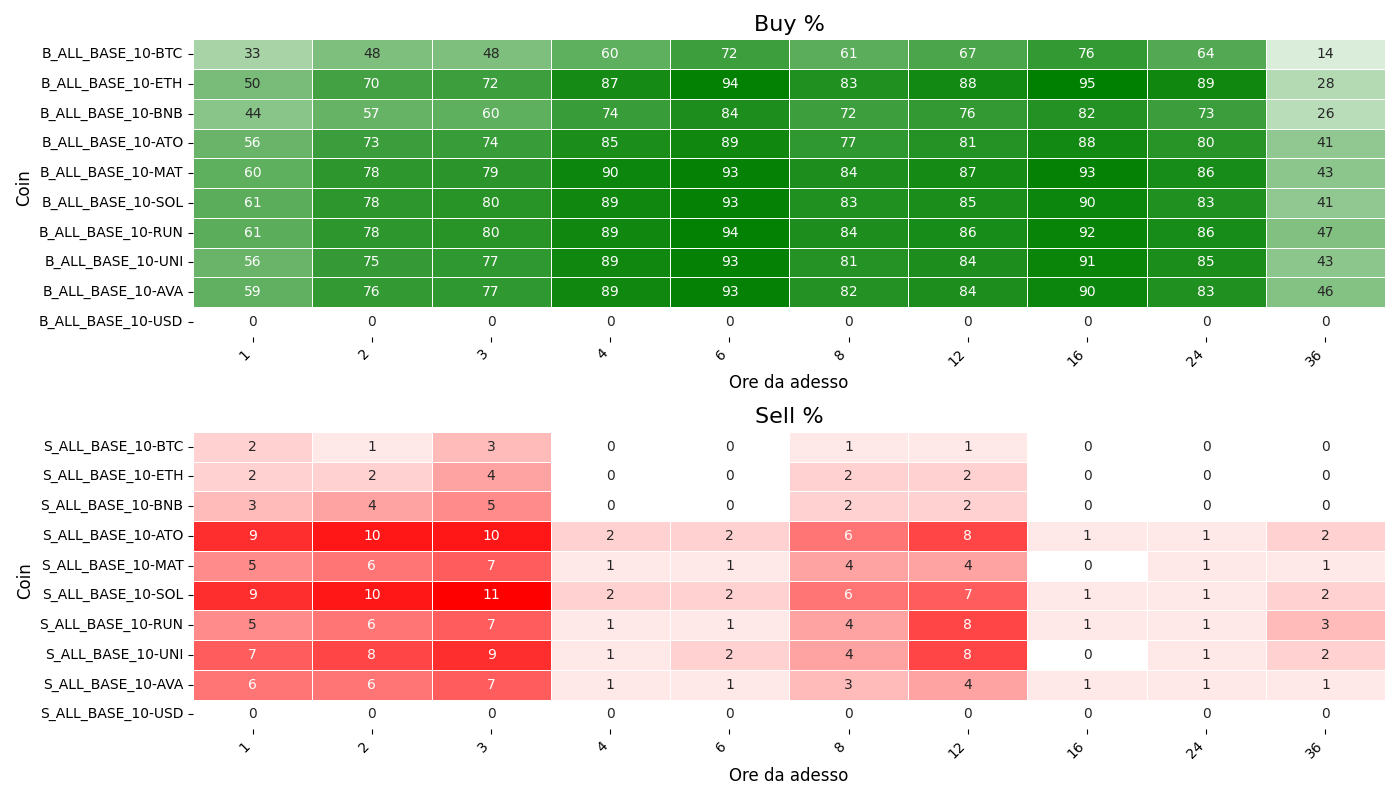 Buy %
Coin
B_ALL_BASE_10-BTC 33 48 48 60 72 61 67 76 64 14
B_ALL_BASE_10-ETH 50 70 72 87 94 83 88 95 89 28
B_ALL_BASE_10-BNB 44 57 60 74 84 72 76 82 73 26
B_ALL_BASE_10-ATO 56 73 74 85 89 77 81 88 80 41
B_ALL_BASE_10-MAT 60 78 79 90 93 84 87 93 86 43
B_ALL_BASE_10-SOL 61 78 80 89 93 83 85 90 83 41
B_ALL_BASE_10-RUN 61 78 80 89 94 84 86 92 86 47
B_ALL_BASE_10-UNI 56 75 77 89 93 81 84 91 85 43
B_ALL_BASE_10-AVA 59 76 77 89 93 82 84 90 83 46
B_ALL_BASE_10-USD 0 0 0 0 0 0 0 0 0 0
1 2 3 4 6 8 12 16 24 36
Ore da adesso
Sell %
Coin
S_ALL_BASE_10-BTC 2 1 3 0 0 1 1 0 0 0
S_ALL_BASE_10-ETH 2 2 4 0 0 2 2 0 0 0
S_ALL_BASE_10-BNB 3 4 5 0 0 2 2 0 0 0
S_ALL_BASE_10-ATO 9 10 10 2 2 6 8 1 1 2
S_ALL_BASE_10-MAT 5 6 7 1 1 4 4 0 1 1
S_ALL_BASE_10-SOL 9 10 11 2 2 6 7 1 1 2
S_ALL_BASE_10-RUN 5 6 7 1 1 4 8 1 1 3
S_ALL_BASE_10-UNI 7 8 9 1 2 4 8 0 1 2
S_ALL_BASE_10-AVA 6 6 7 1 1 3 4 1 1 1
S_ALL_BASE_10-USD 0 0 0 0 0 0 0 0 0 0
1 2 3 4 6 8 12 16 24 36
Ore da adesso